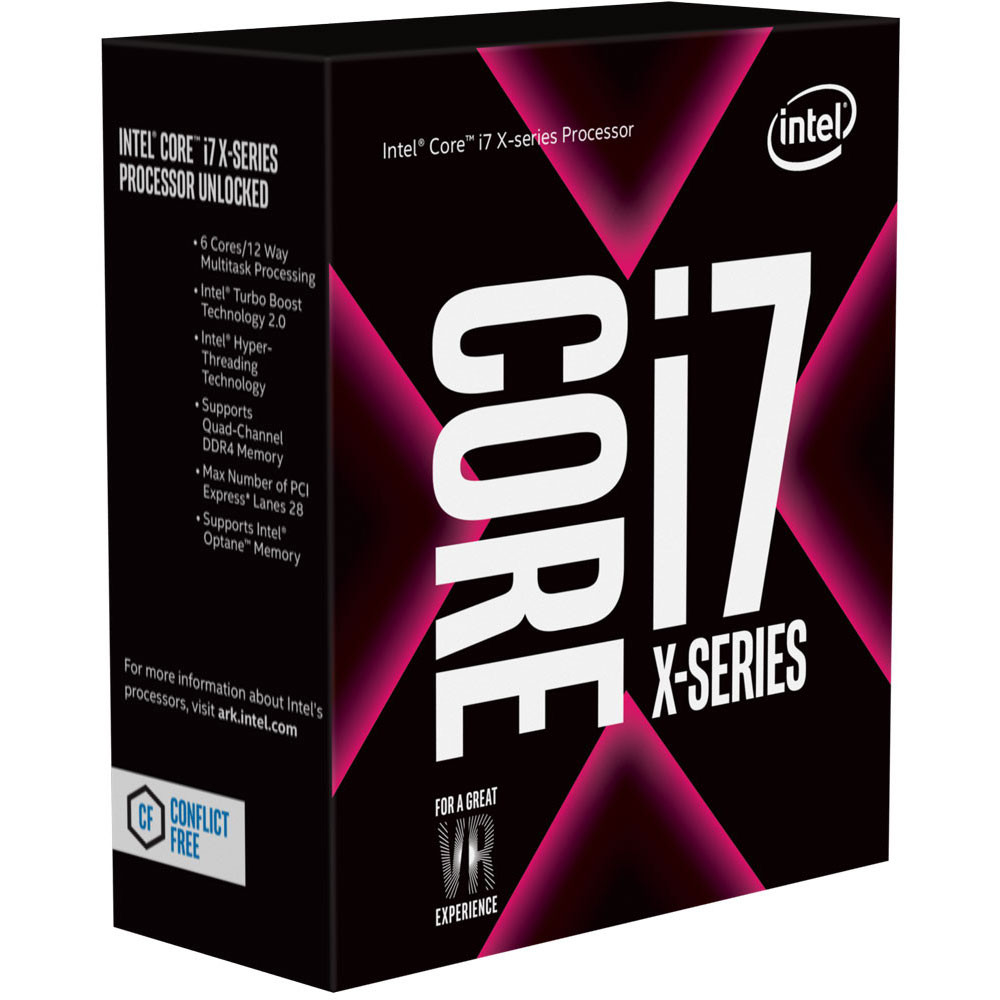 INTEL® CORE™ i7 X-SERIES
PROCESSOR UNLOCKED
• 6 Cores/12 Way
Multitask Processing
• Intel® Turbo Boost
Technology 2.0
• Intel® Hyper-
Threading
Technology
• Supports
Quad-Channel
DDR4 Memory
• Max Number of PCI
Express* Lanes 28
• Supports Intel®
Optane™ Memory
For more information about Intel's
processors, visit ark.intel.com
CF
CONFLICT
FREE
Intel® Core™ i7 X-series Processor
intel®
CORE
i7
X-SERIES
FOR A GREAT
VR
EXPERIENCE